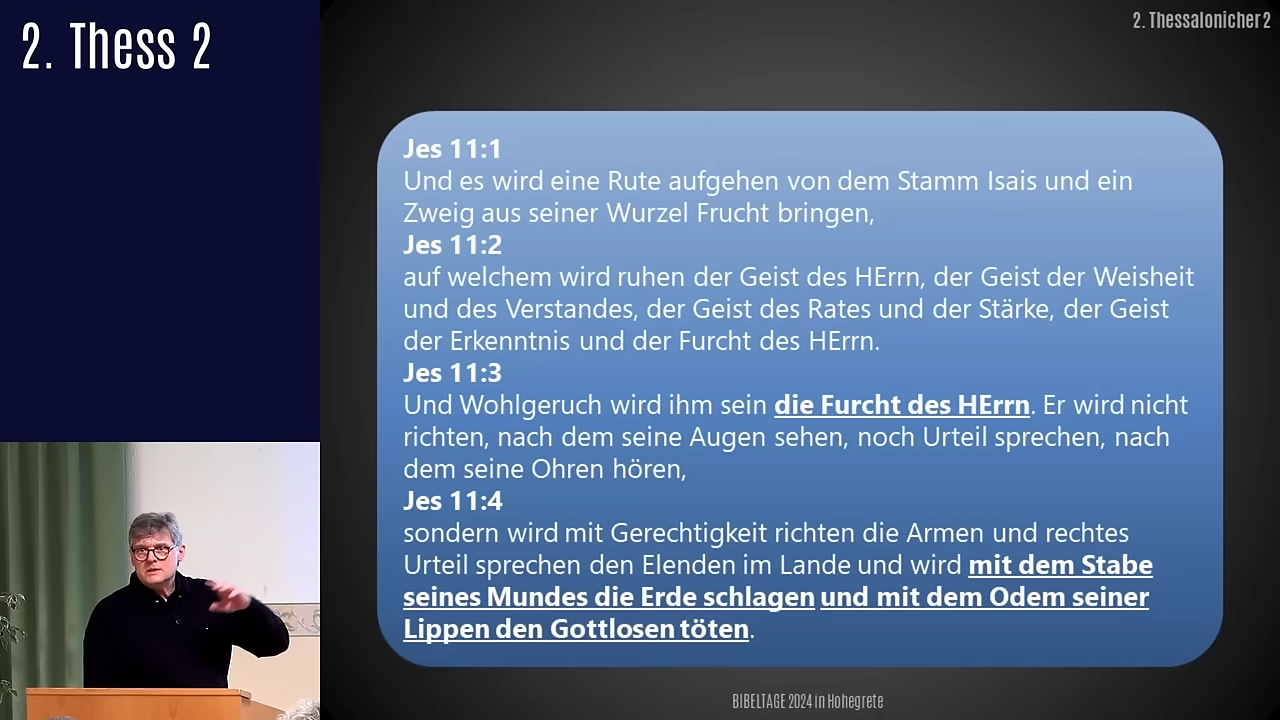 2. Thess 2
2. Thessalonicher 2
Jes 11:1
Und es wird eine Rute aufgehen von dem Stamm Isais und ein
Zweig aus seiner Wurzel Frucht bringen,
Jes 11:2
auf welchem wird ruhen der Geist des HErrn, der Geist der Weisheit
und des Verstandes, der Geist des Rates und der Stärke, der Geist
der Erkenntnis und der Furcht des HErrn.
Jes 11:3
Und Wohlgeruch wird ihm sein die Furcht des HErrn. Er wird nicht
richten, nach dem seine Augen sehen, noch Urteil sprechen, nach
dem seine Ohren hören,
Jes 11:4
sondern wird mit Gerechtigkeit richten die Armen und rechtes
Urteil sprechen den Elenden im Lande und wird mit dem Stabe
seines Mundes die Erde schlagen und mit dem Odem seiner
Lippen den Gottlosen töten.
BIBELTAGE 2024 in Hohegrete